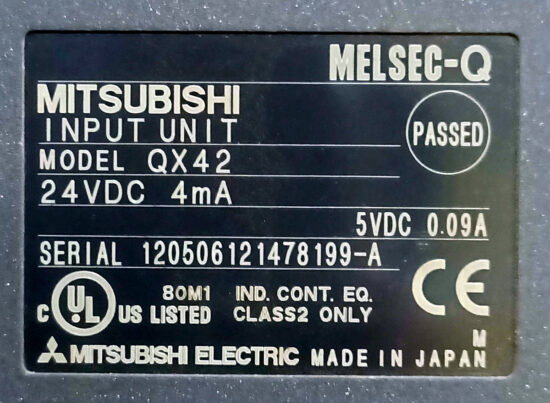 MELSEC-Q
MITSUBISHI
INPUT UNIT
PASSED
MODEL QX42
24VDC 4mA
5VDC 0.09A
SERIAL 120506121478199-A
CE
C UL US LISTED 80M1 IND. CONT. EQ.
CLASS2 ONLY
M
MITSUBISHI ELECTRIC MADE IN JAPAN